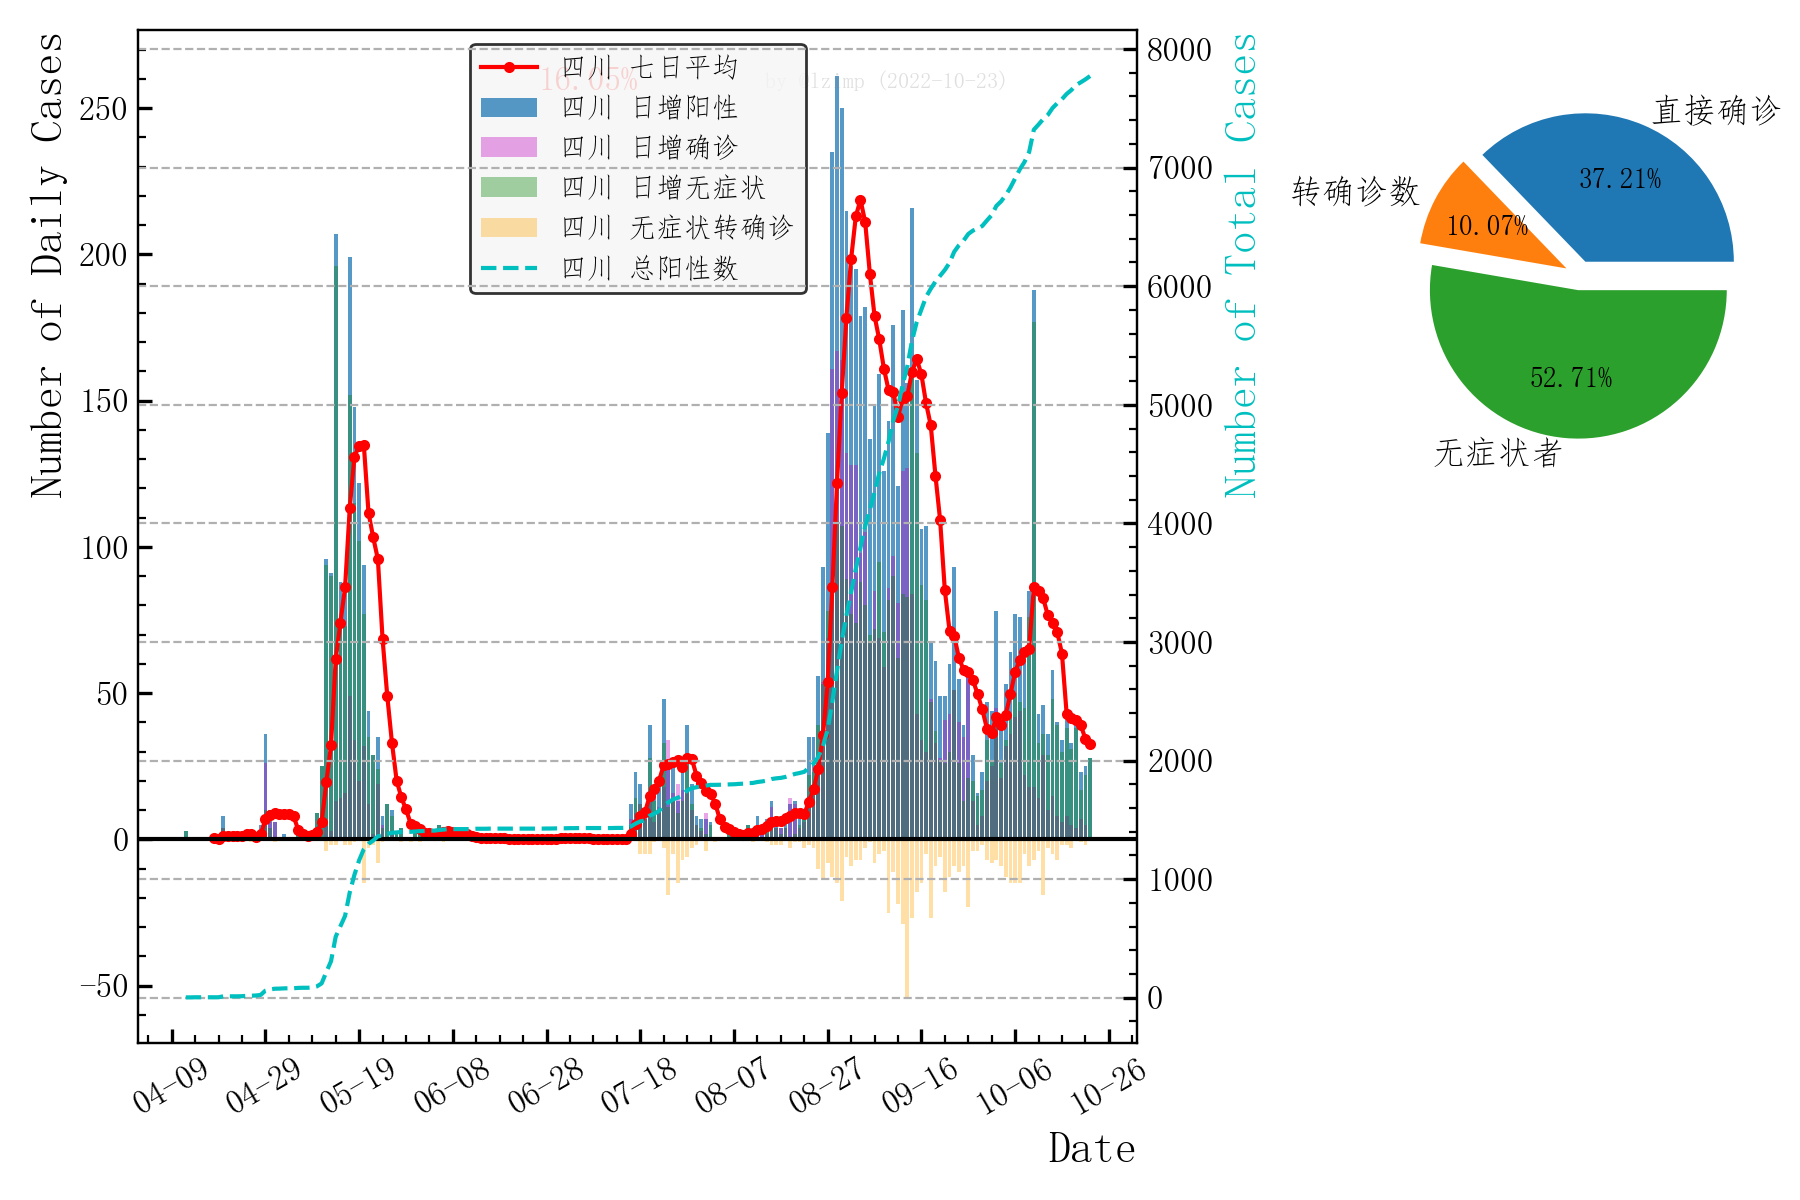 Number of Daily Cases
250
200
150
100
50
0
−50
四川 七日平均
四川 日增阳性
四川 日增确诊
四川 日增无症状
四川 无症状转确诊
四川 总阳性数
16.05%
(2022-10-23)
8000
7000
6000
5000
4000
3000
2000
1000
0
Number of Total Cases
04-09
04-29
05-19
06-08
06-28
07-18
08-07
08-27
09-16
10-06
10-26
Date
直接确诊
37.21%
转确诊数
10.07%
52.71%
无症状者